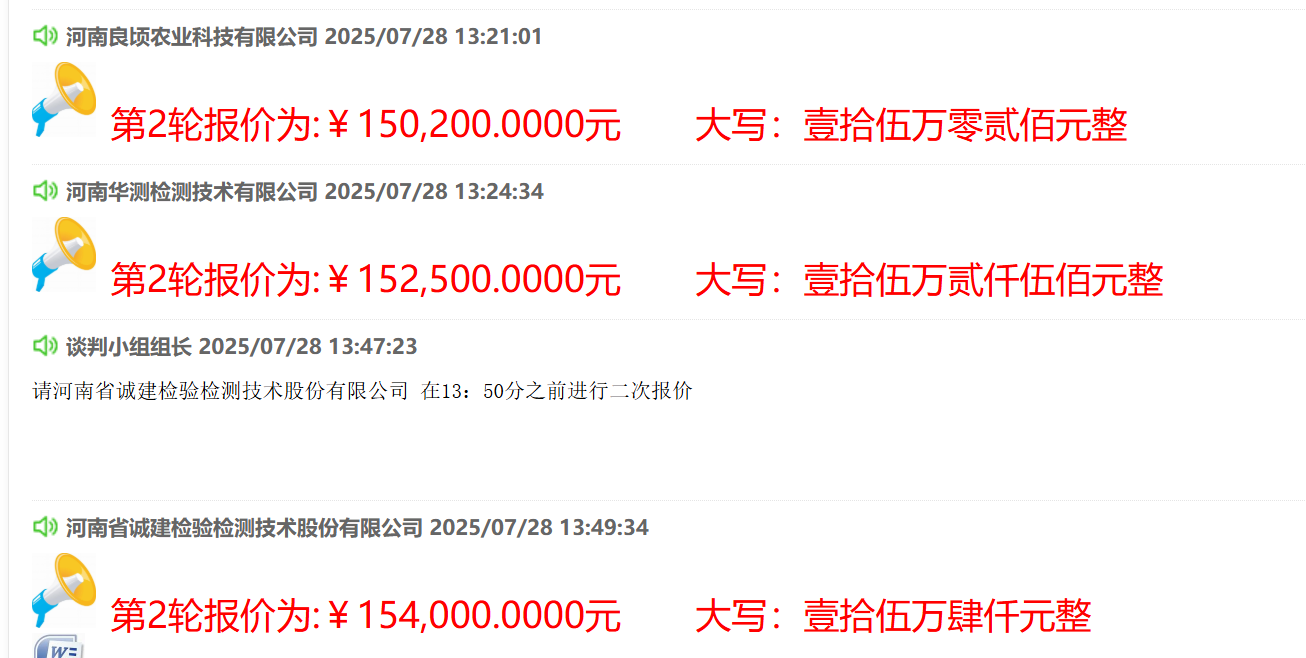 河南良顷农业科技有限公司 2025/07/28 13:21:01
第2轮报价为:￥150,200.0000元 大写：壹拾伍万零贰佰元整
河南华测检测技术有限公司 2025/07/28 13:24:34
第2轮报价为:￥152,500.0000元 大写：壹拾伍万贰仟伍佰元整
谈判小组组长 2025/07/28 13:47:23
请河南省诚建检验检测技术股份有限公司 在13：50分之前进行二次报价
河南省诚建检验检测技术股份有限公司 2025/07/28 13:49:34
第2轮报价为:￥154,000.0000元 大写：壹拾伍万肆仟元整
W